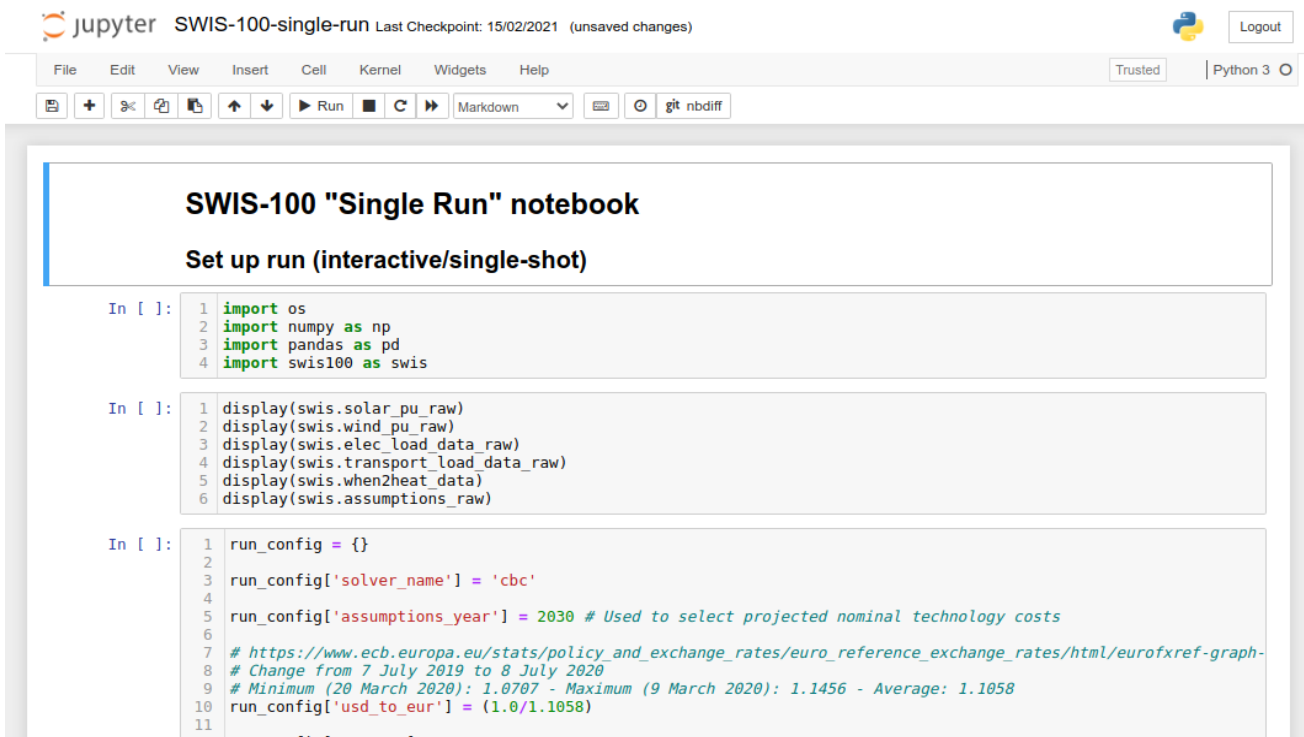 jupyter SWIS-100-single-run Last Checkpoint: 15/02/2021 (unsaved changes)
Logout
File Edit View Insert Cell Kernel Widgets Help
Trusted Python 3
Run Markdown git nbdiff
SWIS-100 "Single Run" notebook
Set up run (interactive/single-shot)
In [ ]:
1 import os
2 import numpy as np
3 import pandas as pd
4 import swis100 as swis
In [ ]:
1 display(swis.solar_pu_raw)
2 display(swis.wind_pu_raw)
3 display(swis.elec_load_data_raw)
4 display(swis.transport_load_data_raw)
5 display(swis.when2heat_data)
6 display(swis.assumptions_raw)
In [ ]:
1 run_config = {}
2
3 run_config['solver_name'] = 'cbc'
4
5 run_config['assumptions_year'] = 2030 # Used to select projected nominal technology costs
6
7 # https://www.ecb.europa.eu/stats/policy_and_exchange_rates/euro_reference_exchange_rates/html/eurofxref-graph-
8 # Change from 7 July 2019 to 8 July 2020
9 # Minimum (20 March 2020): 1.0707 - Maximum (9 March 2020): 1.1456 - Average: 1.1058
10 run_config['usd_to_eur'] = (1.0/1.1058)
11